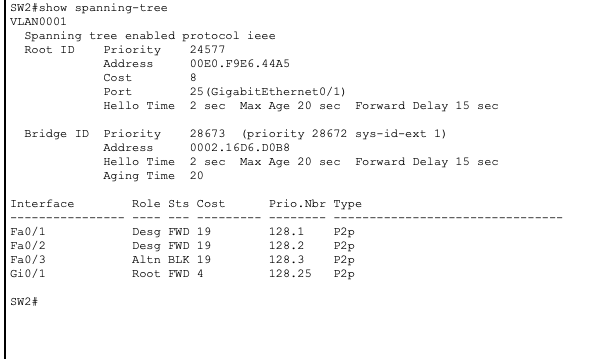 SW2#show spanning-tree
VLAN0001
  Spanning tree enabled protocol ieee
  Root ID    Priority    24577
             Address     00E0.F9E6.44A5
             Cost        8
             Port        25(GigabitEthernet0/1)
             Hello Time  2 sec  Max Age 20 sec  Forward Delay 15 sec

  Bridge ID  Priority    28673  (priority 28672 sys-id-ext 1)
             Address     0002.16D6.D0B8
             Hello Time  2 sec  Max Age 20 sec  Forward Delay 15 sec
             Aging Time  20

Interface        Role Sts Cost      Prio.Nbr Type
---------------- ---- --- --------- -------- --------------------------------
Fa0/1            Desg FWD 19        128.1    P2p
Fa0/2            Desg FWD 19        128.2    P2p
Fa0/3            Altn BLK 19        128.3    P2p
Gi0/1            Root FWD 4         128.25   P2p

SW2#